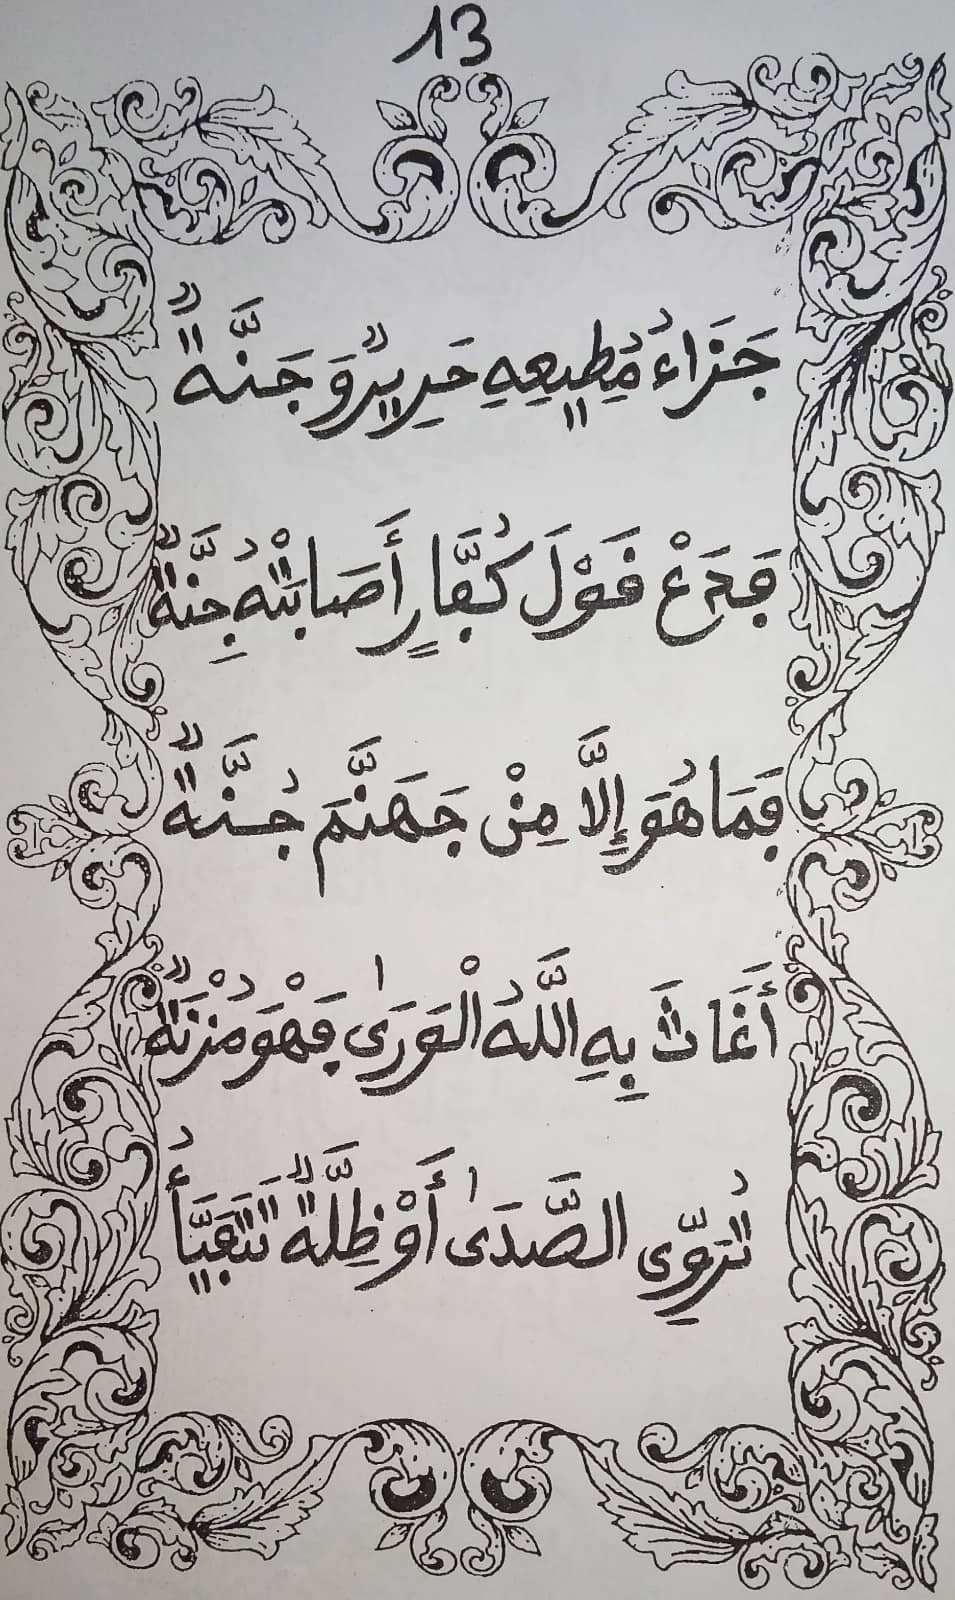 13
جَزَاءُ مُطِيعِهِ حَرِيرٌ وَجَنَّةٌ
فَدَعْ قَوْلَ كُفَّارٍ أَصَابَتْهُ جِنَّةٌ
فَمَا هُوَ إِلَّا مِنْ جَهَنَّمَ جُنَّةٌ
أَغَاثَ بِهِ اللَّهُ الْوَرَىٰ فَهْوَ مُزْنَةٌ
تُرَوِّي الصَّدَىٰ أَوْ ظِلَّةٌ تَتَفَيَّأُ